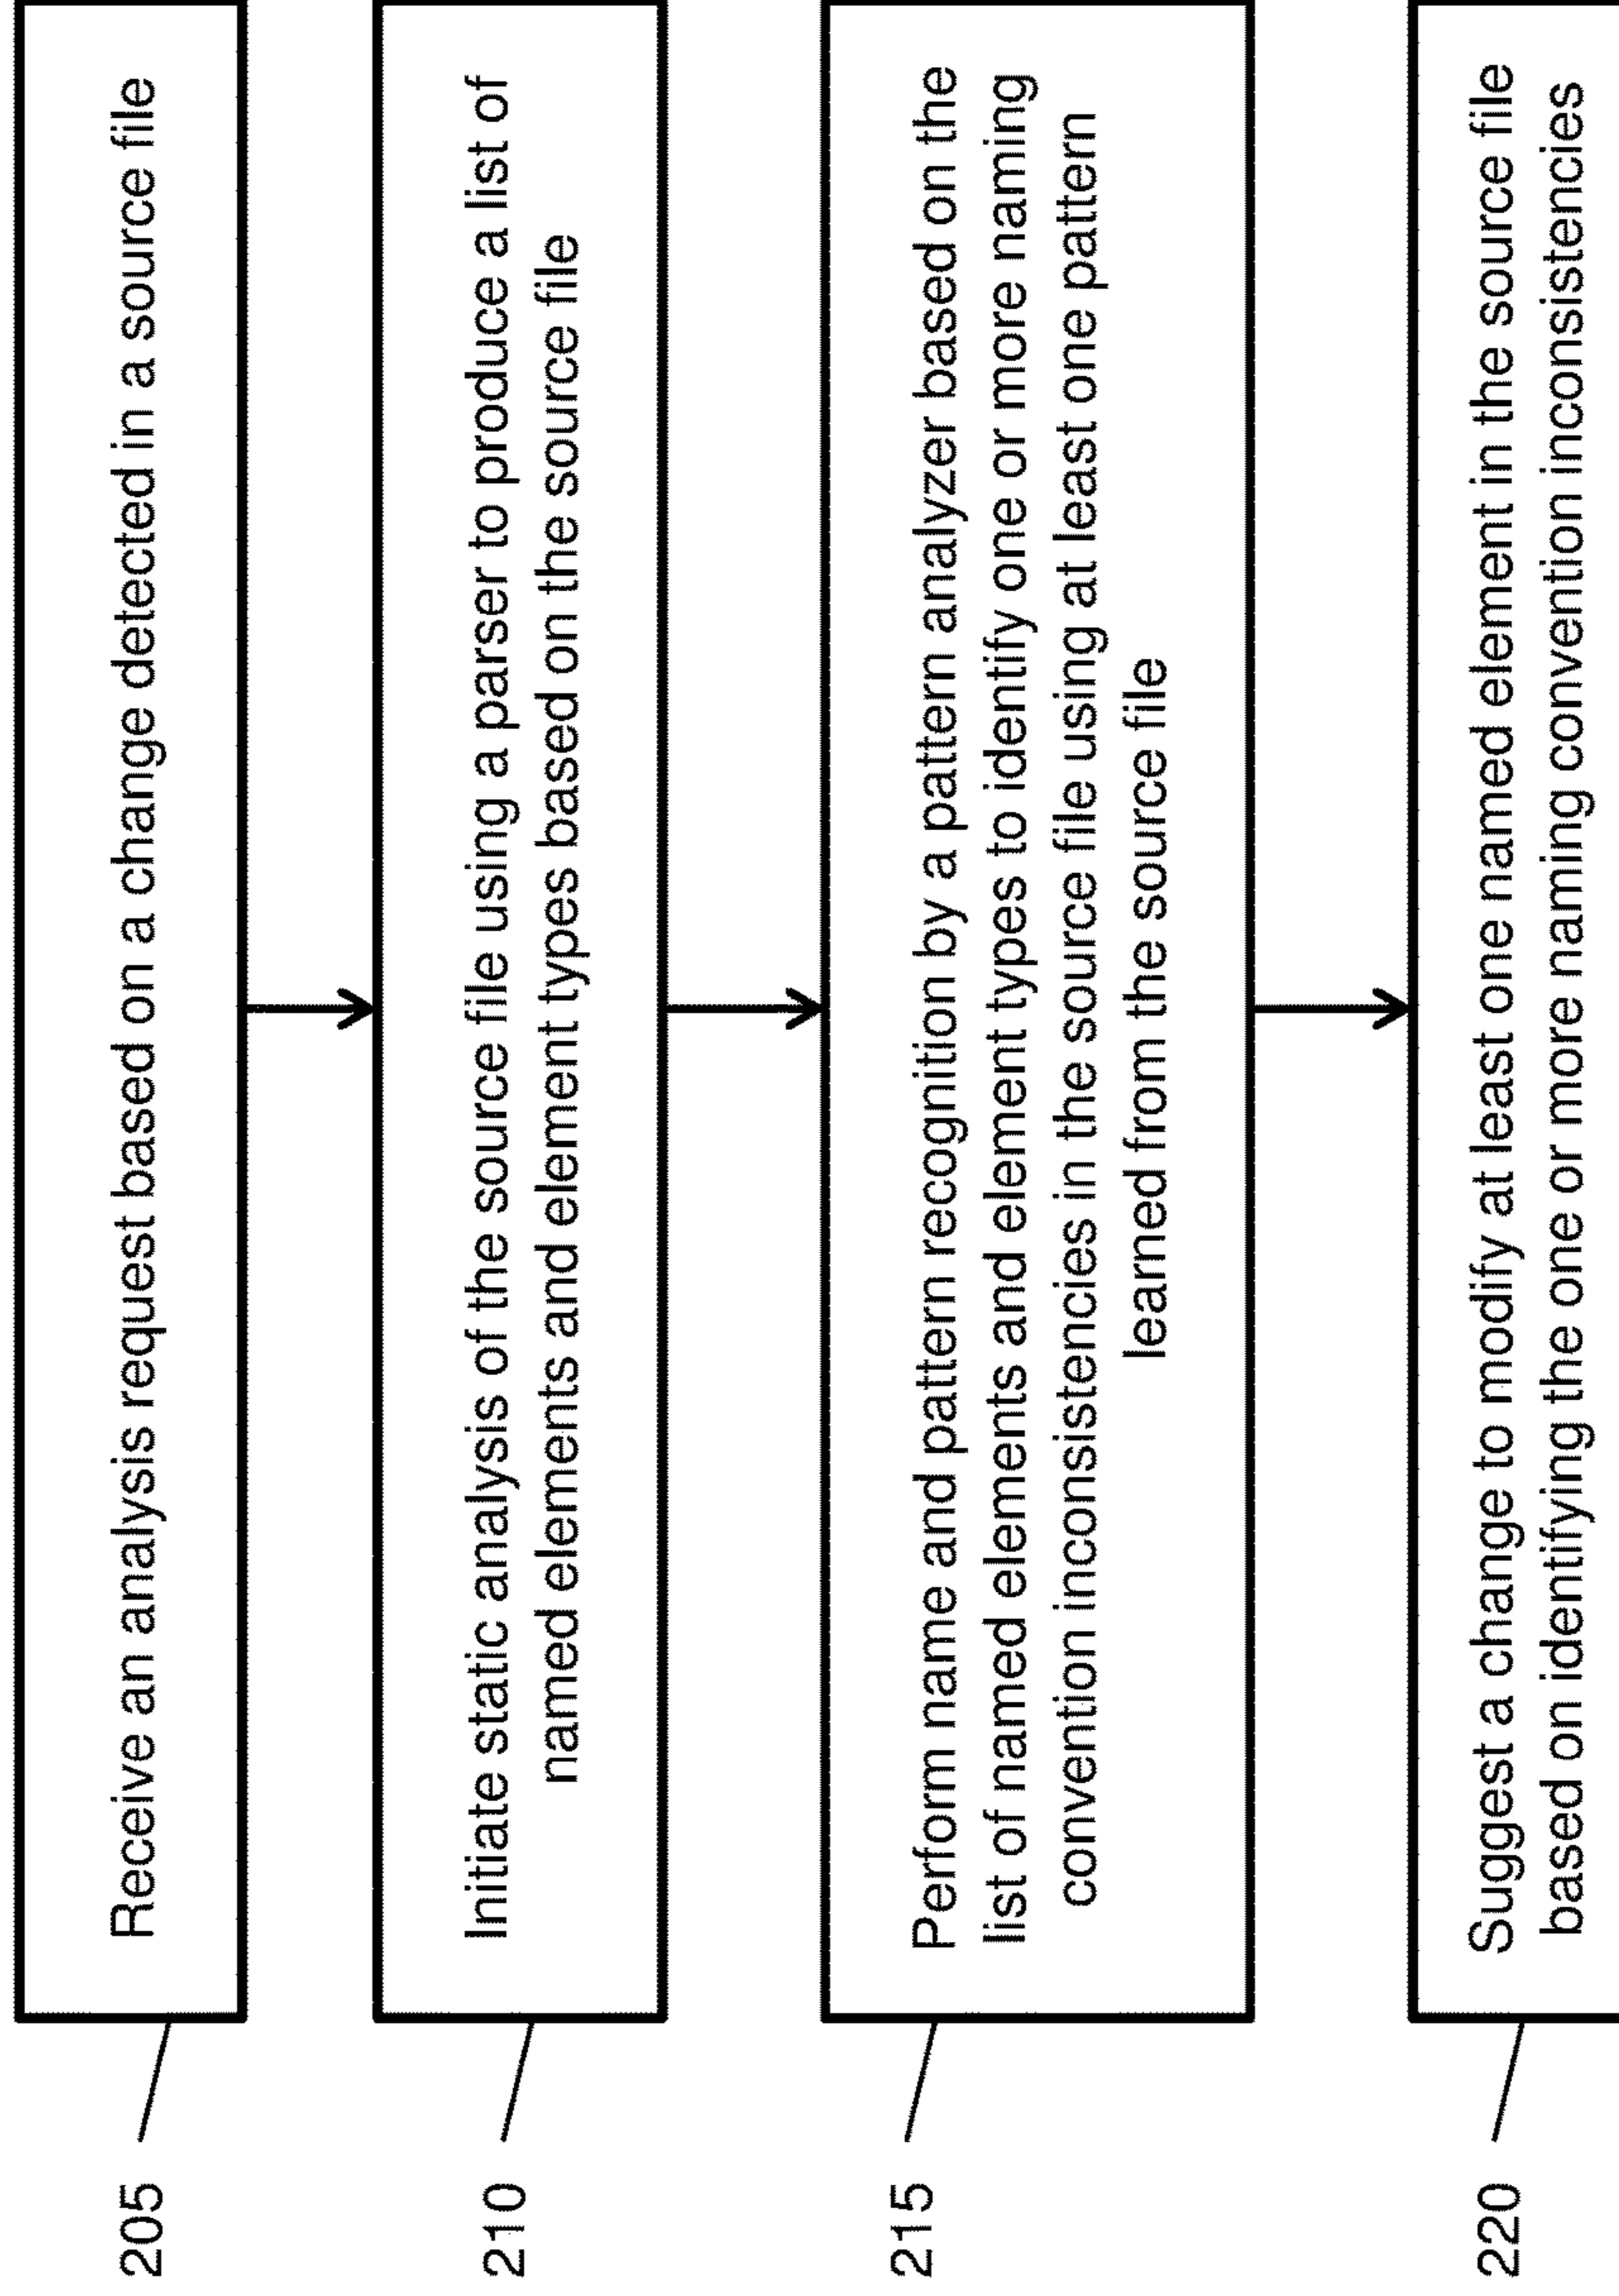 205
Receive an analysis request based on a change detected in a source file
210
Initiate static analysis of the source file using a parser to produce a list of
named elements and element types based on the source file
215
Perform name and pattern recognition by a pattern analyzer based on the
list of named elements and element types to identify one or more naming
convention inconsistencies in the source file using at least one pattern
learned from the source file
220
Suggest a change to modify at least one named element in the source file
based on identifying the one or more naming convention inconsistencies